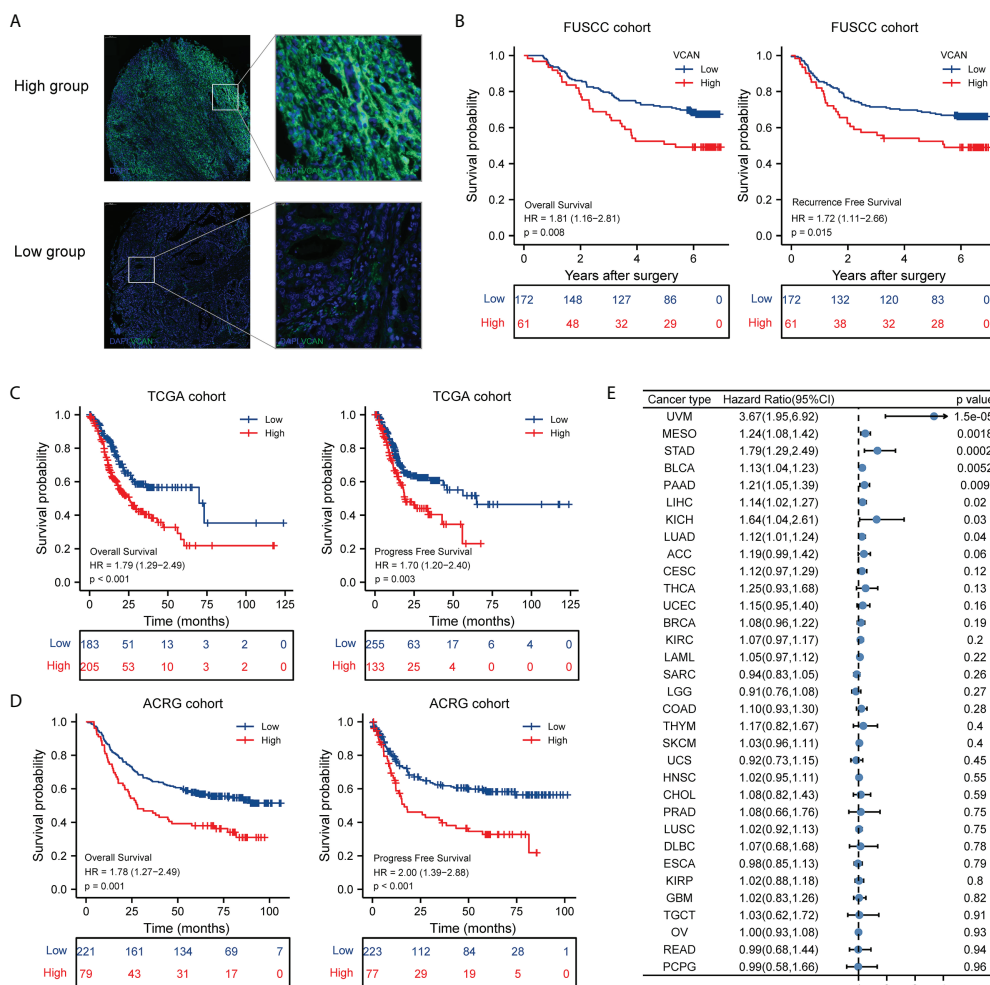 A
High group
DAPI VCAN
DAPI VCAN
Low group
DAPI VCAN
DAPI VCAN
B
FUSCC cohort
VCAN
Low
High
Survival probability
1.0
0.8
0.6
0.4
0.2
0.0
Overall Survival
HR = 1.81 (1.16−2.81)
p = 0.008
0 2 4 6
Years after surgery
Low 172 148 127 86 0
High 61 48 32 29 0
FUSCC cohort
VCAN
Low
High
Survival probability
1.0
0.8
0.6
0.4
0.2
0.0
Recurrence Free Survival
HR = 1.72 (1.11−2.66)
p = 0.015
0 2 4 6
Years after surgery
Low 172 132 120 83 0
High 61 38 32 28 0
C
TCGA cohort
Low
High
Survival probability
1.0
0.8
0.6
0.4
0.2
0.0
Overall Survival
HR = 1.79 (1.29−2.49)
p < 0.001
0 25 50 75 100 125
Time (months)
Low 183 51 13 3 2 0
High 205 53 10 3 2 0
TCGA cohort
Low
High
Survival probability
1.0
0.8
0.6
0.4
0.2
0.0
Progress Free Survival
HR = 1.70 (1.20−2.40)
p = 0.003
0 25 50 75 100 125
Time (months)
Low 255 63 17 6 4 0
High 133 25 4 0 0 0
D
ACRG cohort
Low
High
Survival probability
1.0
0.8
0.6
0.4
0.2
0.0
Overall Survival
HR = 1.78 (1.27−2.49)
p = 0.001
0 25 50 75 100
Time (months)
Low 221 161 134 69 7
High 79 43 31 17 0
ACRG cohort
Low
High
Survival probability
1.0
0.8
0.6
0.4
0.2
0.0
Progress Free Survival
HR = 2.00 (1.39−2.88)
p < 0.001
0 25 50 75 100
Time (months)
Low 223 112 84 28 1
High 77 29 19 5 0
E
Cancer type Hazard Ratio(95%CI) p value
UVM 3.67(1.95,6.92) 1.5e-05
MESO 1.24(1.08,1.42) 0.0018
STAD 1.79(1.29,2.49) 0.0002
BLCA 1.13(1.04,1.23) 0.0052
PAAD 1.21(1.05,1.39) 0.009
LIHC 1.14(1.02,1.27) 0.02
KICH 1.64(1.04,2.61) 0.03
LUAD 1.12(1.01,1.24) 0.04
ACC 1.19(0.99,1.42) 0.06
CESC 1.12(0.97,1.29) 0.12
THCA 1.25(0.93,1.68) 0.13
UCEC 1.15(0.95,1.40) 0.16
BRCA 1.08(0.96,1.22) 0.19
KIRC 1.07(0.97,1.17) 0.2
LAML 1.05(0.97,1.12) 0.22
SARC 0.94(0.83,1.05) 0.26
LGG 0.91(0.76,1.08) 0.27
COAD 1.10(0.93,1.30) 0.28
THYM 1.17(0.82,1.67) 0.4
SKCM 1.03(0.96,1.11) 0.4
UCS 0.92(0.73,1.15) 0.45
HNSC 1.02(0.95,1.11) 0.55
CHOL 1.08(0.82,1.43) 0.59
PRAD 1.08(0.66,1.76) 0.75
LUSC 1.02(0.92,1.13) 0.75
DLBC 1.07(0.68,1.68) 0.78
ESCA 0.98(0.85,1.13) 0.79
KIRP 1.02(0.88,1.18) 0.8
GBM 1.02(0.83,1.26) 0.82
TGCT 1.03(0.62,1.72) 0.91
OV 1.00(0.93,1.08) 0.93
READ 0.99(0.68,1.44) 0.94
PCPG 0.99(0.58,1.66) 0.96